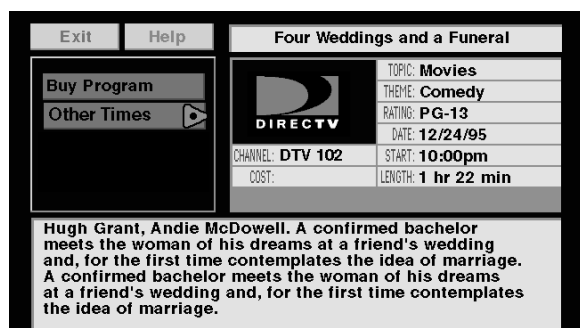 Exit Help Four Weddings and a Funeral
Buy Program
Other Times
DIRECTV
TOPIC: Movies
THEME: Comedy
RATING: PG-13
DATE: 12/24/95
CHANNEL: DTV 102 START: 10:00pm
COST: LENGTH: 1 hr 22 min
Hugh Grant, Andie McDowell. A confirmed bachelor
meets the woman of his dreams at a friend's wedding
and, for the first time contemplates the idea of marriage.
A confirmed bachelor meets the woman of his dreams
at a friend's wedding and, for the first time contemplates
the idea of marriage.